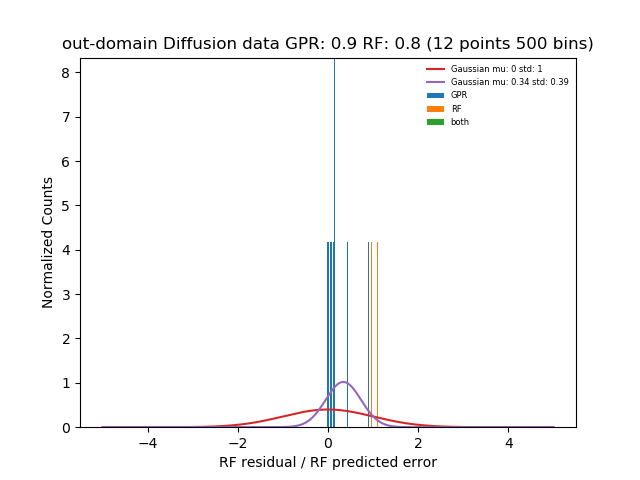 out-domain Diffusion data GPR: 0.9 RF: 0.8 (12 points 500 bins)
Gaussian mu: 0 std: 1
Gaussian mu: 0.34 std: 0.39
GPR
RF
both
Normalized Counts
8
7
6
5
4
3
2
1
0
−4 −2 0 2 4
RF residual / RF predicted error